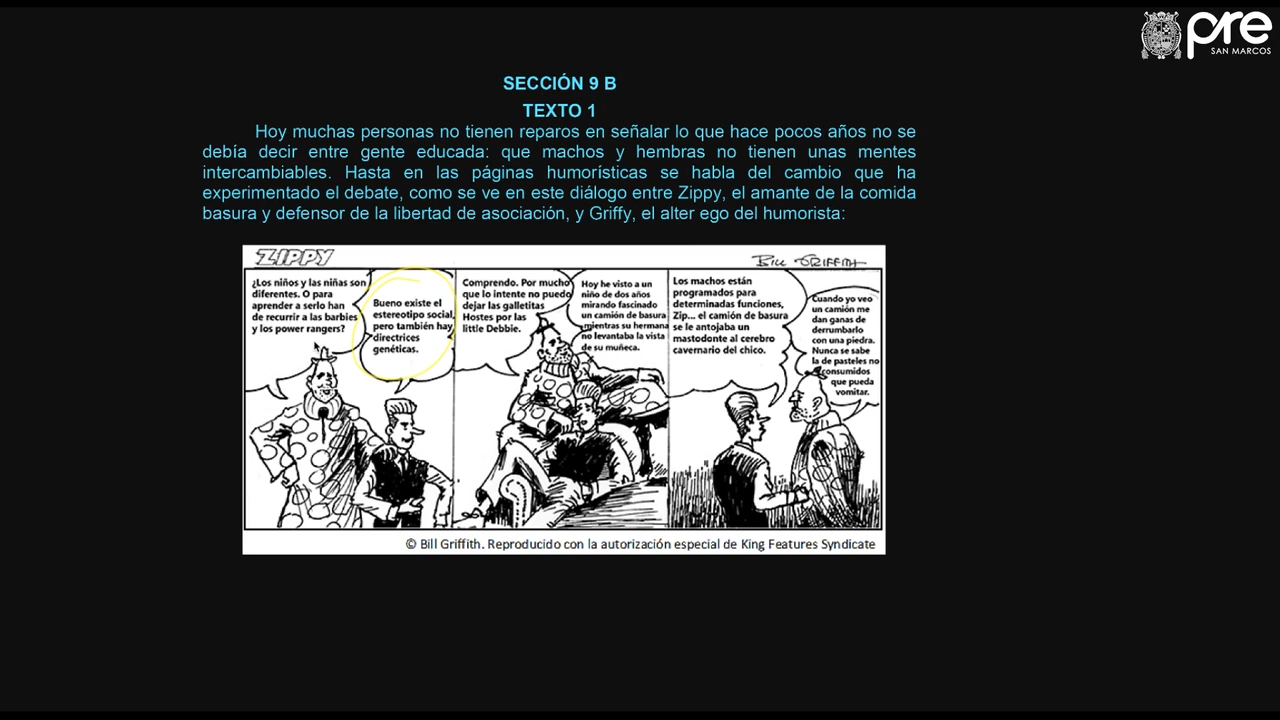 pre
SAN MARCOS
SECCIÓN 9 B
TEXTO 1
Hoy muchas personas no tienen reparos en señalar lo que hace pocos años no se
debía decir entre gente educada: que machos y hembras no tienen unas mentes
intercambiables. Hasta en las páginas humorísticas se habla del cambio que ha
experimentado el debate, como se ve en este diálogo entre Zippy, el amante de la comida
basura y defensor de la libertad de asociación, y Griffy, el alter ego del humorista:
ZIPPY
BILL GRIFFITH
¿Los niños y las niñas son
diferentes. O para
aprender a serlo han
de recurrir a las barbies
y los power rangers?
Bueno existe el
estereotipo social,
pero también hay
directrices
genéticas.
Comprendo. Por mucho
que lo intente no puedo
dejar las galletitas
Hostes por las
little Debbie.
Hoy he visto a un
niño de dos años
mirando fascinado
un camión de basura
mientras su hermana
no levantaba la vista
de su muñeca.
Los machos están
programados para
determinadas funciones,
Zip... el camión de basura
se le antojaba un
mastodonte al cerebro
cavernario del chico.
Cuando yo veo
un camión me
dan ganas de
derrumbarlo
con una piedra.
Nunca se sabe
la de pasteles no
consumidos
que pueda
vomitar.
© Bill Griffith. Reproducido con la autorización especial de King Features Syndicate